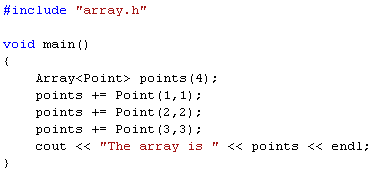 #include "array.h"

void main()
{
    Array<Point> points(4);
    points += Point(1,1);
    points += Point(2,2);
    points += Point(3,3);
    cout << "The array is " << points << endl;
}